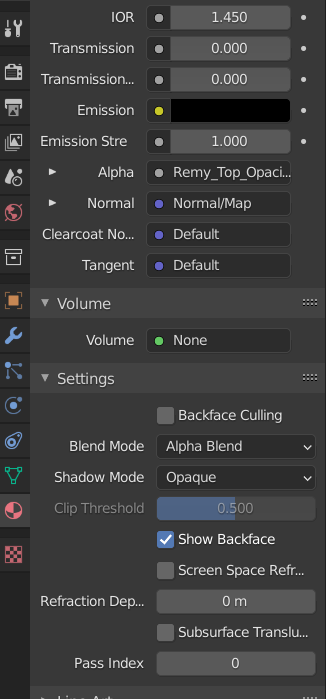 IOR 1.450
Transmission 0.000
Transmission... 0.000
Emission
Emission Stre 1.000
Alpha Remy_Top_Opaci...
Normal Normal/Map
Clearcoat No... Default
Tangent Default
Volume
Volume None
Settings
Backface Culling
Blend Mode Alpha Blend
Shadow Mode Opaque
Clip Threshold 0.500
Show Backface
Screen Space Refr...
Refraction Dep... 0 m
Subsurface Translu...
Pass Index 0
Line Art